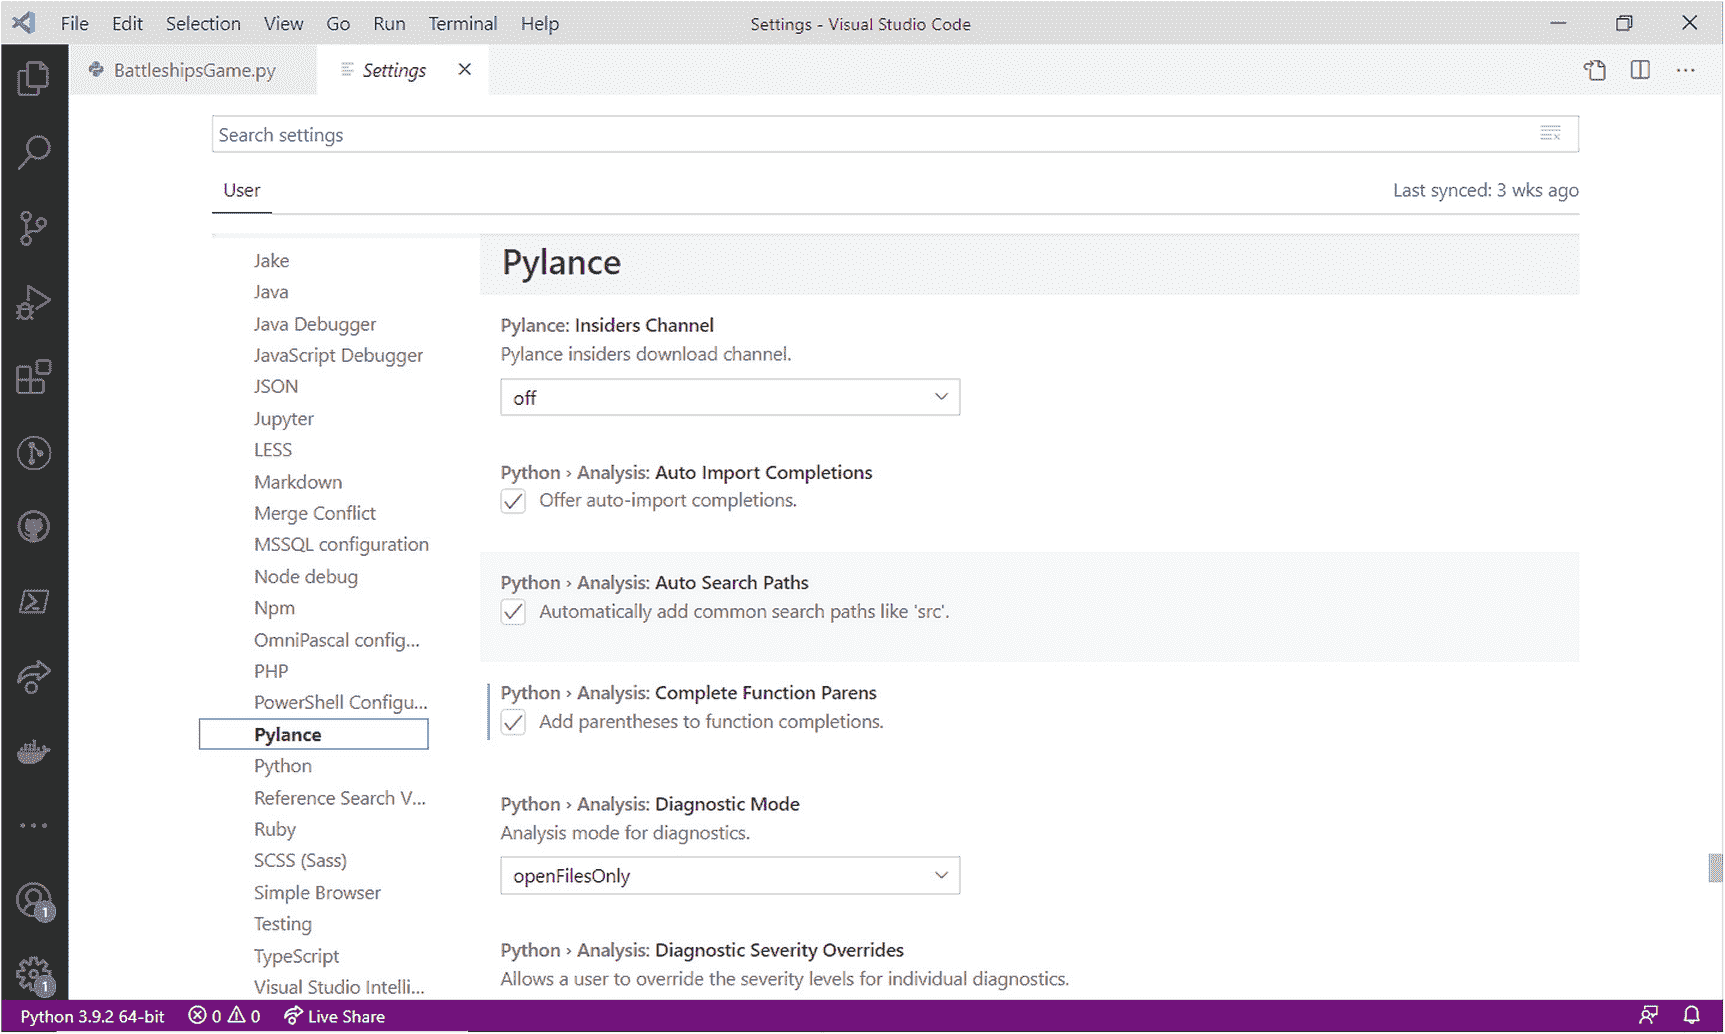 File Edit Selection View Go Run Terminal Help Settings - Visual Studio Code
BattleshipsGame.py Settings
Search settings
User Last synced: 3 wks ago
Jake
Java
Java Debugger
JavaScript Debugger
JSON
Jupyter
LESS
Markdown
Merge Conflict
MSSQL configuration
Node debug
Npm
OmniPascal config...
PHP
PowerShell Configu...
Pylance
Python
Reference Search V...
Ruby
SCSS (Sass)
Simple Browser
Testing
TypeScript
Visual Studio Intelli...
Pylance
Pylance: Insiders Channel
Pylance insiders download channel.
off
Python › Analysis: Auto Import Completions
Offer auto-import completions.
Python › Analysis: Auto Search Paths
Automatically add common search paths like 'src'.
Python › Analysis: Complete Function Parens
Add parentheses to function completions.
Python › Analysis: Diagnostic Mode
Analysis mode for diagnostics.
openFilesOnly
Python › Analysis: Diagnostic Severity Overrides
Allows a user to override the severity levels for individual diagnostics.
1
1
Python 3.9.2 64-bit 0 0 Live Share